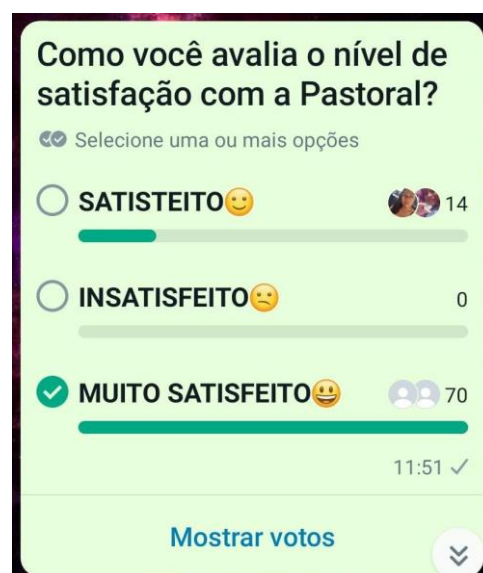 Como você avalia o nível de
satisfação com a Pastoral?
Selecione uma ou mais opções
SATISTEITO🙂 14
INSATISFEITO🙁 0
MUITO SATISFEITO😀 70
11:51
Mostrar votos